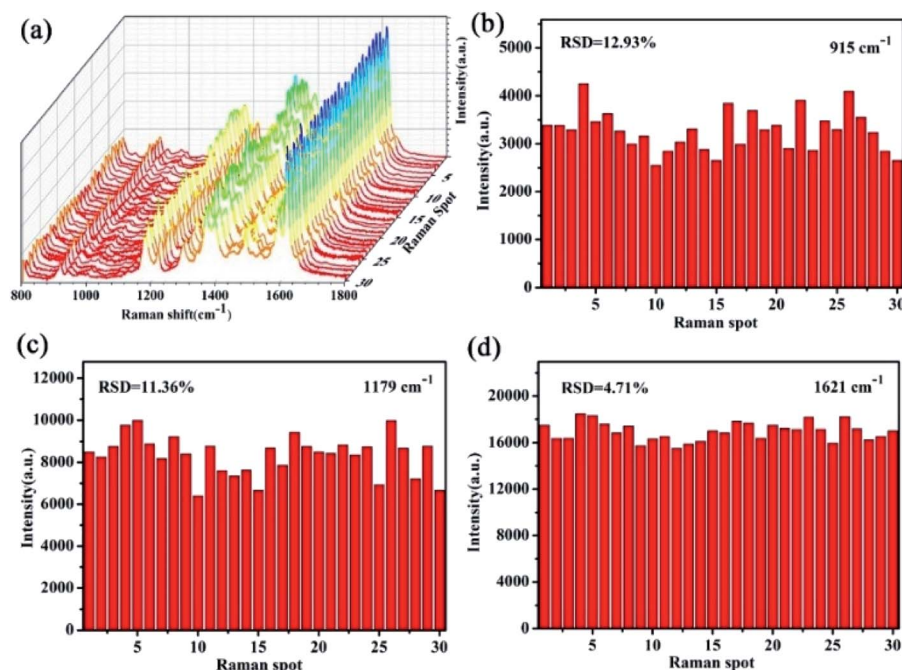 (a)
Intensity(a.u.)
5
10
15
20
25
30
Raman Spot
800 1000 1200 1400 1600 1800
Raman shift(cm-1)
(b)
RSD=12.93% 915 cm-1
5000
4000
3000
2000
1000
0
Intensity(a.u.)
5 10 15 20 25 30
Raman spot
(c)
RSD=11.36% 1179 cm-1
12000
10000
8000
6000
4000
2000
0
Intensity(a.u.)
5 10 15 20 25 30
Raman spot
(d)
RSD=4.71% 1621 cm-1
20000
16000
12000
8000
4000
0
Intensity(a.u.)
5 10 15 20 25 30
Raman spot